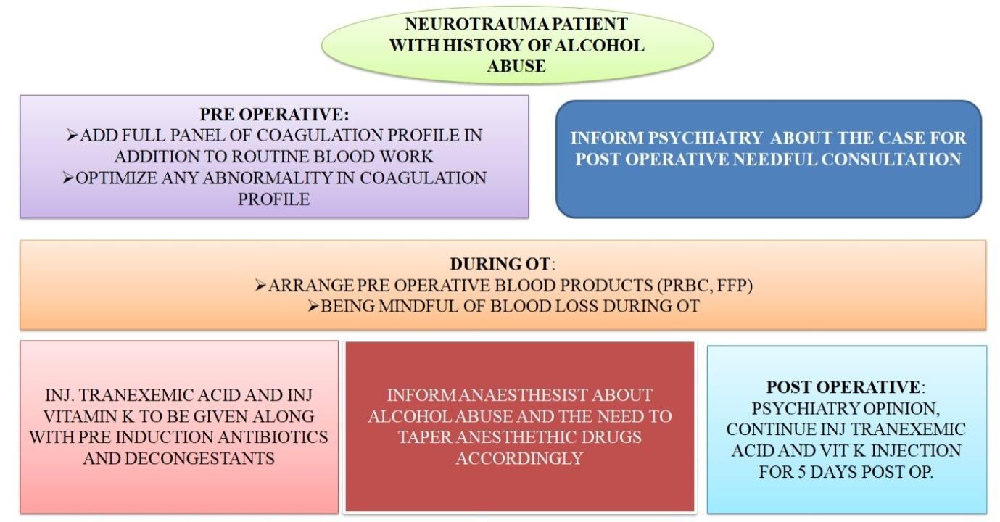 NEUROTRAUMA PATIENT
WITH HISTORY OF ALCOHOL
ABUSE
PRE OPERATIVE:
➢ADD FULL PANEL OF COAGULATION PROFILE IN
ADDITION TO ROUTINE BLOOD WORK
➢OPTIMIZE ANY ABNORMALITY IN COAGULATION
PROFILE
INFORM PSYCHIATRY ABOUT THE CASE FOR
POST OPERATIVE NEEDFUL CONSULTATION
DURING OT:
➢ARRANGE PRE OPERATIVE BLOOD PRODUCTS (PRBC, FFP)
➢BEING MINDFUL OF BLOOD LOSS DURING OT
INJ. TRANEXEMIC ACID AND INJ
VITAMIN K TO BE GIVEN ALONG
WITH PRE INDUCTION ANTIBIOTICS
AND DECONGESTANTS
INFORM ANAESTHESIST ABOUT
ALCOHOL ABUSE AND THE NEED TO
TAPER ANESTHETHIC DRUGS
ACCORDINGLY
POST OPERATIVE:
PSYCHIATRY OPINION,
CONTINUE INJ TRANEXEMIC
ACID AND VIT K INJECTION
FOR 5 DAYS POST OP.